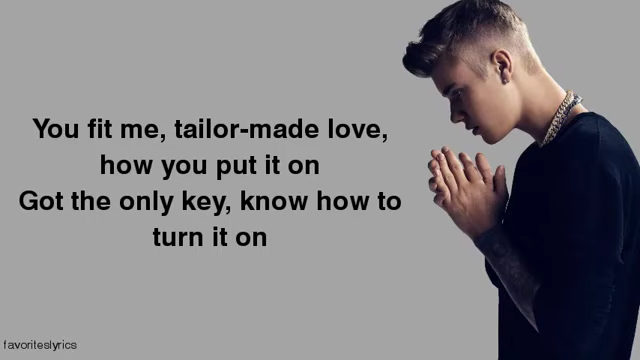 You fit me, tailor-made love,
how you put it on
Got the only key, know how to
turn it on
favoriteslyrics